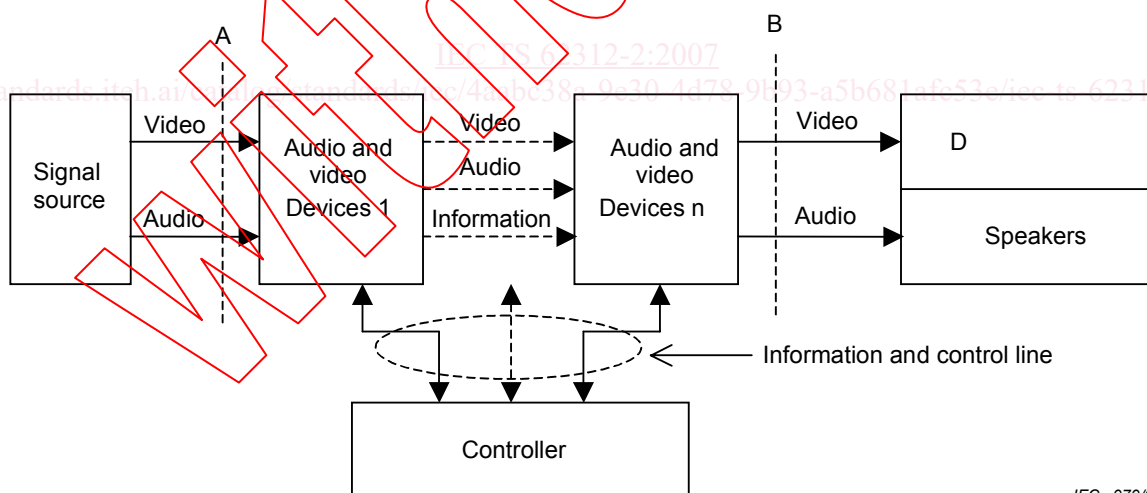 IEC TS 62312-2:2007
A
B
Video
Audio
Signal
source
Audio and
video
Devices 1
Video
Audio
Information
Audio and
video
Devices n
Video
Audio
D
Speakers
Information and control line
Controller
IEC